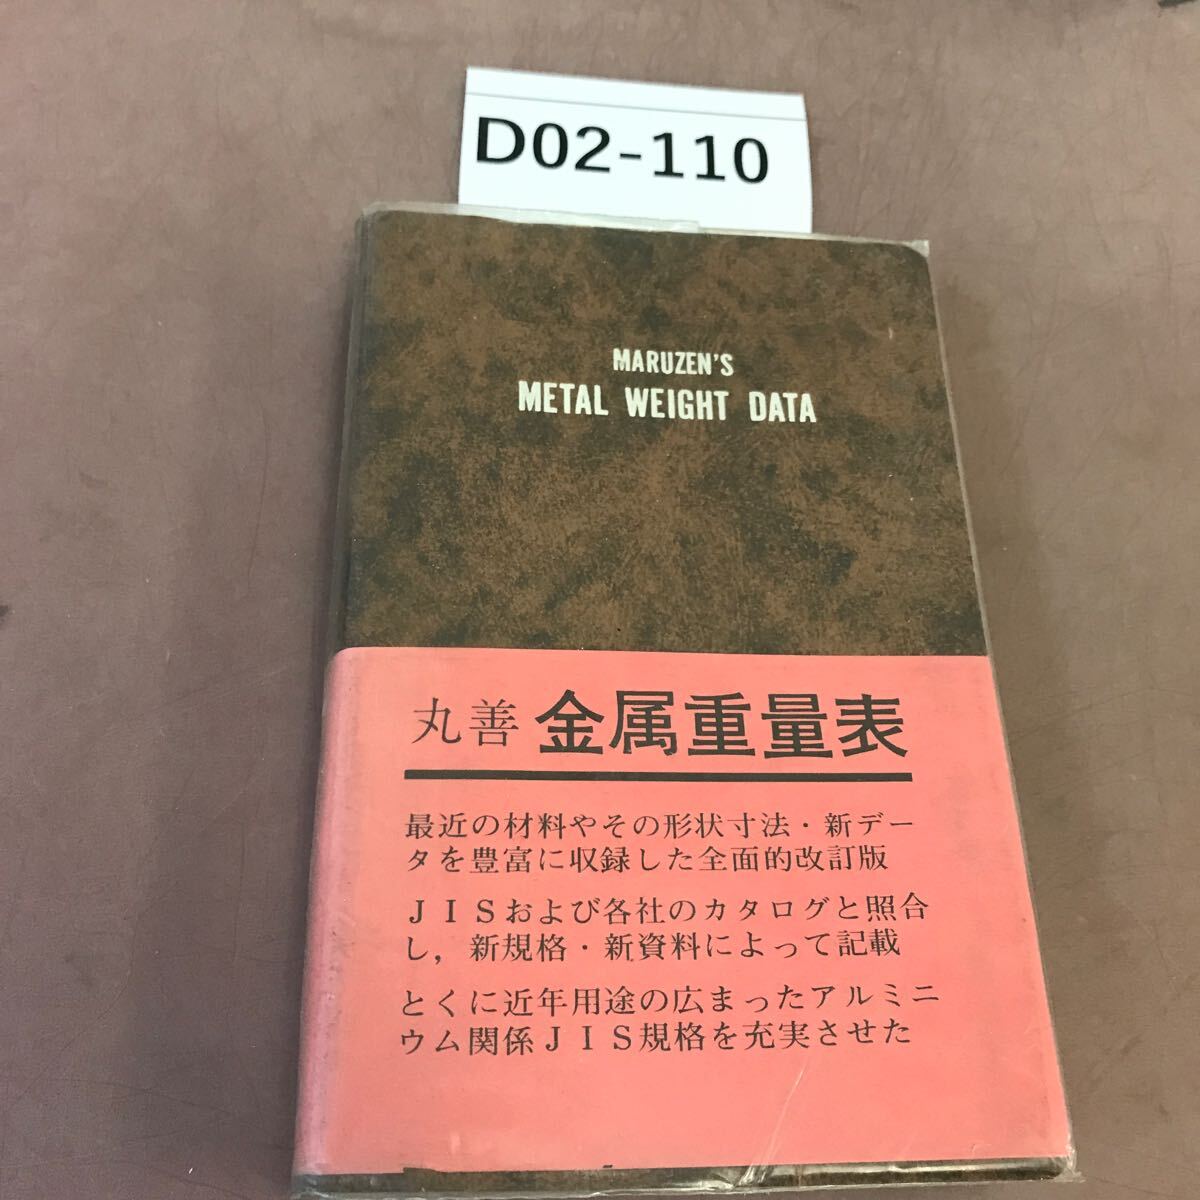 D02-110
MARUZEN'S
METAL WEIGHT DATA
丸善 金属重量表
最近の材料やその形状寸法・新デー
タを豊富に収録した全面的改訂版
ＪＩＳおよび各社のカタログと照合
し，新規格・新資料によって記載
とくに近年用途の広まったアルミニ
ウム関係ＪＩＳ規格を充実させた